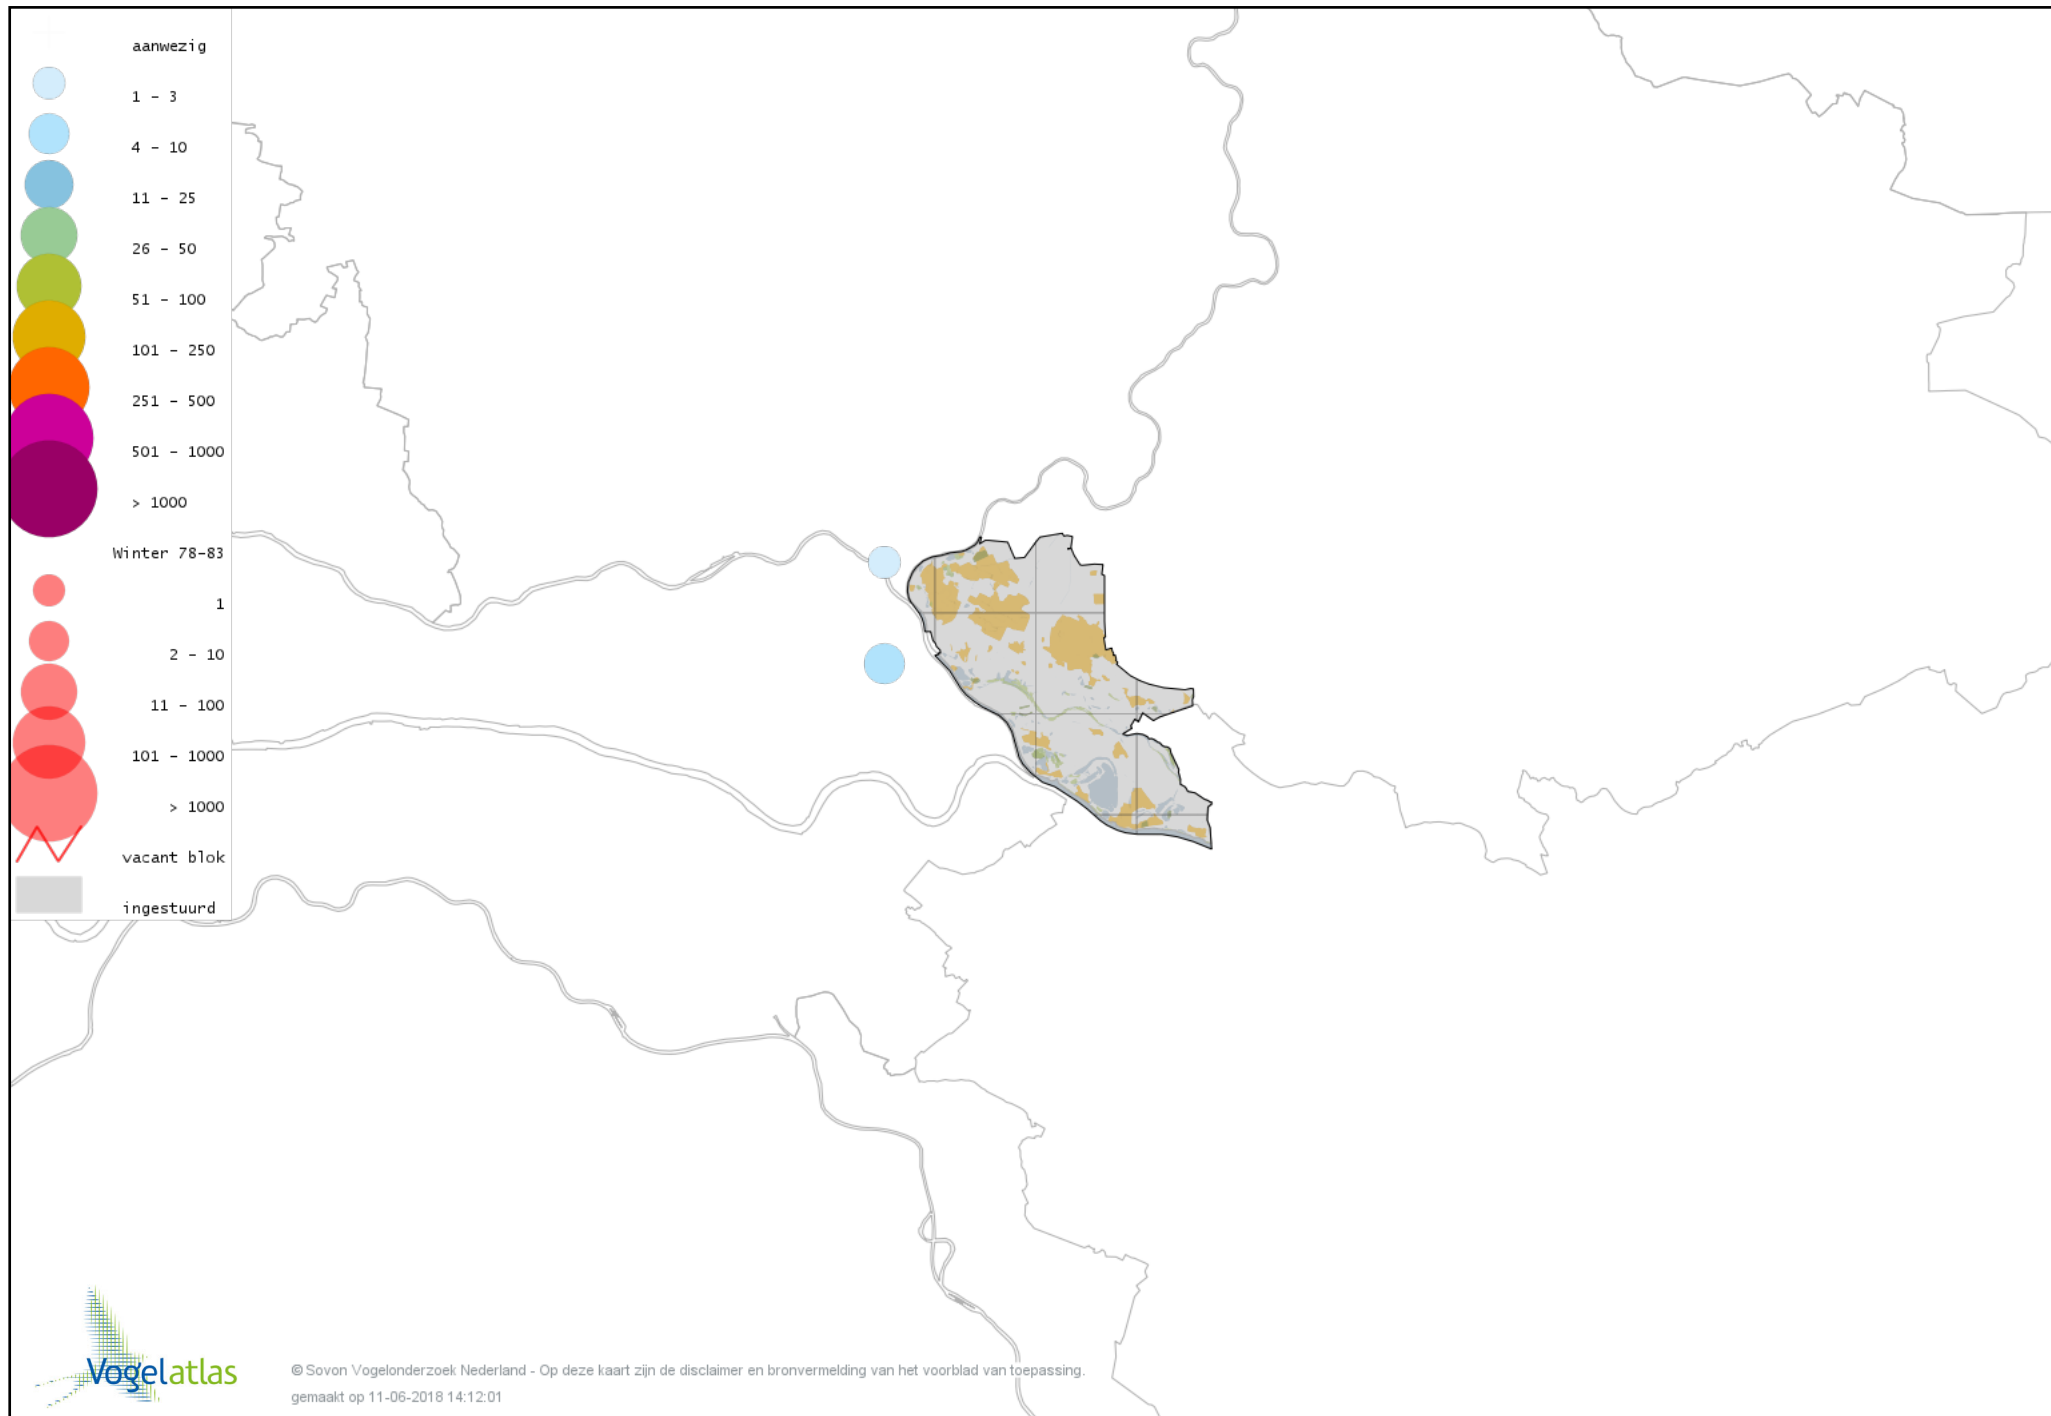 aanwezig
1 - 3
4 - 10
11 - 25
26 - 50
51 - 100
101 - 250
251 - 500
501 - 1000
> 1000
Winter 78-83
1
2 - 10
11 - 100
101 - 1000
> 1000
vacant blok
ingestuurd
Vogelatlas
© Sovon Vogelonderzoek Nederland - Op deze kaart zijn de disclaimer en bronvermelding van het voorblad van toepassing.
gemaakt op 11-06-2018 14:12:01